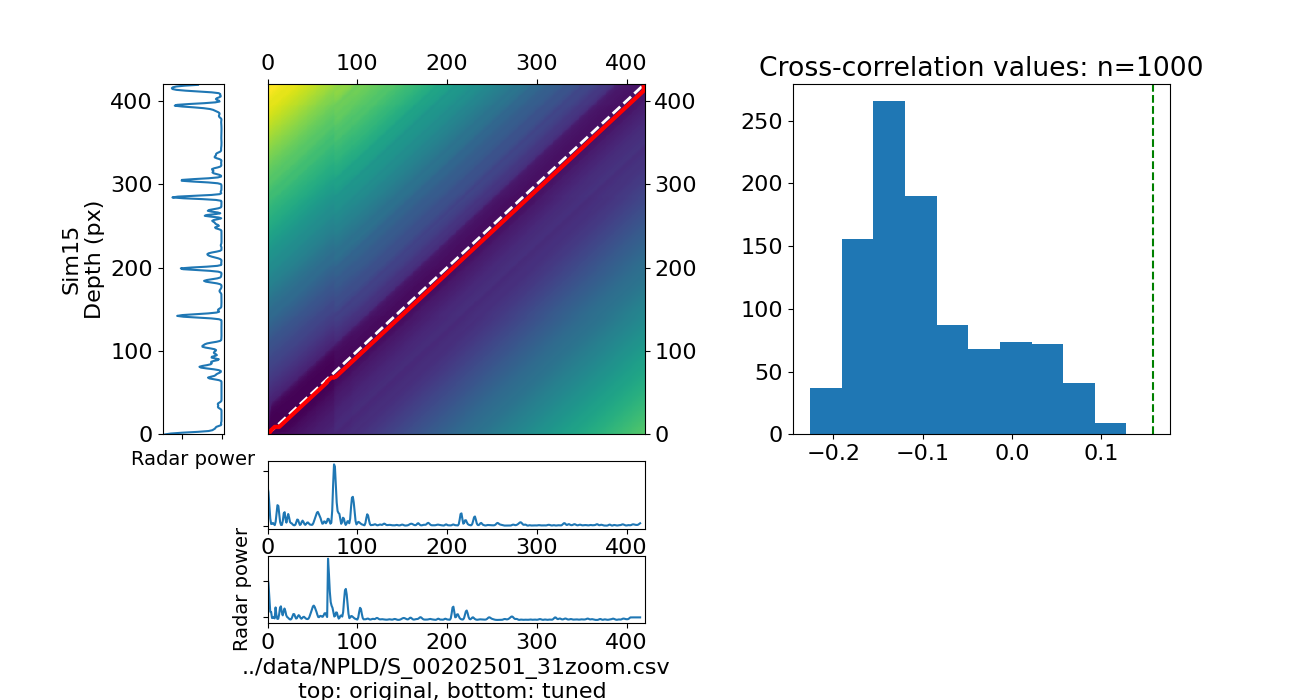 0 100 200 300 400
Cross-correlation values: n=1000
400
300
200
100
0
Sim15
Depth (px)
Radar power
400
300
200
100
0
250
200
150
100
50
0
−0.2 −0.1 0.0 0.1
0 100 200 300 400
Radar power
0 100 200 300 400
../data/NPLD/S_00202501_31zoom.csv
top: original, bottom: tuned